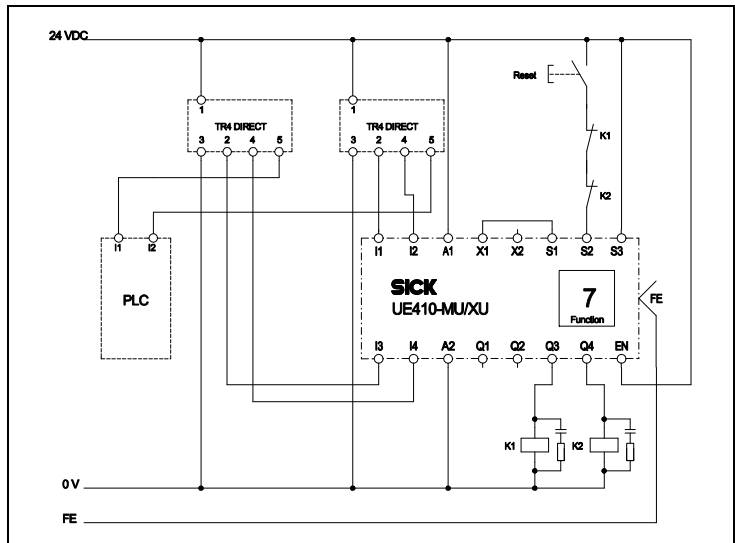 24 VDC
Reset
1 1
TR4 DIRECT TR4 DIRECT
3 2 4 5 3 2 4 5
K1
K2
I1 I2 I1 I2 A1 X1 X2 S1 S2 S3
PLC
SICK
UE410-MU/XU
7
Function
FE
I3 I4 A2 Q1 Q2 Q3 Q4 EN
K1 K2
0 V
FE